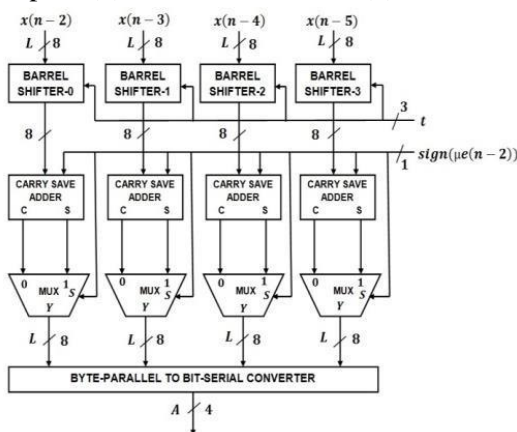 x(n − 2) x(n − 3) x(n − 4) x(n − 5)
L 8 L 8 L 8 L 8
BARREL SHIFTER-0 BARREL SHIFTER-1 BARREL SHIFTER-2 BARREL SHIFTER-3
3
t
8 8 8 8
sign(μe(n − 2))
1
CARRY SAVE ADDER CARRY SAVE ADDER CARRY SAVE ADDER CARRY SAVE ADDER
C S C S C S C S
0 1 0 1 0 1 0 1
MUX S MUX S MUX S MUX S
Y Y Y Y
L 8 L 8 L 8 L 8
BYTE-PARALLEL TO BIT-SERIAL CONVERTER
A 4